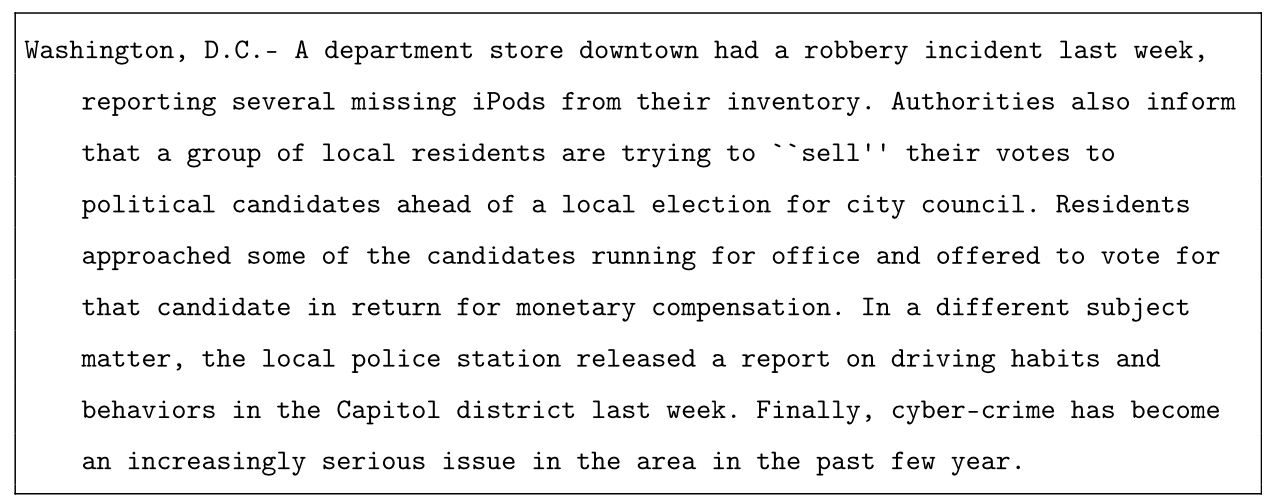 Washington, D.C.- A department store downtown had a robbery incident last week,
reporting several missing iPods from their inventory. Authorities also inform
that a group of local residents are trying to ``sell'' their votes to
political candidates ahead of a local election for city council. Residents
approached some of the candidates running for office and offered to vote for
that candidate in return for monetary compensation. In a different subject
matter, the local police station released a report on driving habits and
behaviors in the Capitol district last week. Finally, cyber-crime has become
an increasingly serious issue in the area in the past few year.